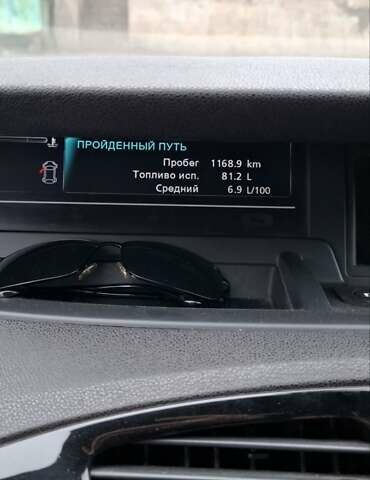 ПРОЙДЕННЫЙ ПУТЬ
Пробег 1168.9 km
Топливо исп. 81.2 L
Средний 6.9 L/100